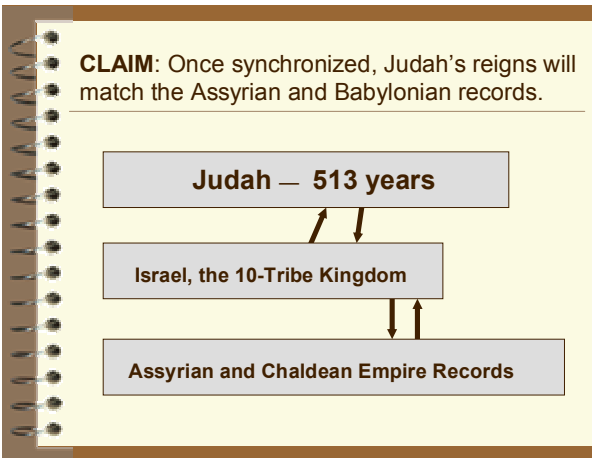 CLAIM: Once synchronized, Judah's reigns will
match the Assyrian and Babylonian records.
Judah — 513 years
Israel, the 10-Tribe Kingdom
Assyrian and Chaldean Empire Records